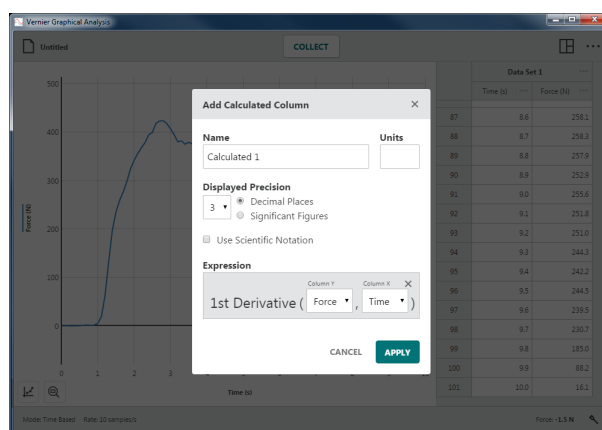 Vernier Graphical Analysis
Untitled
COLLECT
Data Set 1
Time (s)
Force (N)
87 8.6 258.1
88 8.7 258.3
89 8.8 257.9
90 8.9 252.9
91 9.0 255.6
92 9.1 251.8
93 9.2 251.0
94 9.3 244.3
95 9.4 242.2
96 9.5 244.5
97 9.6 239.5
98 9.7 230.7
99 9.8 185.0
100 9.9 88.2
101 10.0 16.1
500
400
300
200
100
0
Force (N)
0 1 2 3
Time (s)
Add Calculated Column
Name
Units
Calculated 1
Displayed Precision
3
Decimal Places
Significant Figures
Use Scientific Notation
Expression
Column Y
Column X
1st Derivative ( Force , Time )
CANCEL
APPLY
Mode: Time Based Rate: 10 samples/s
Force: -1.5 N